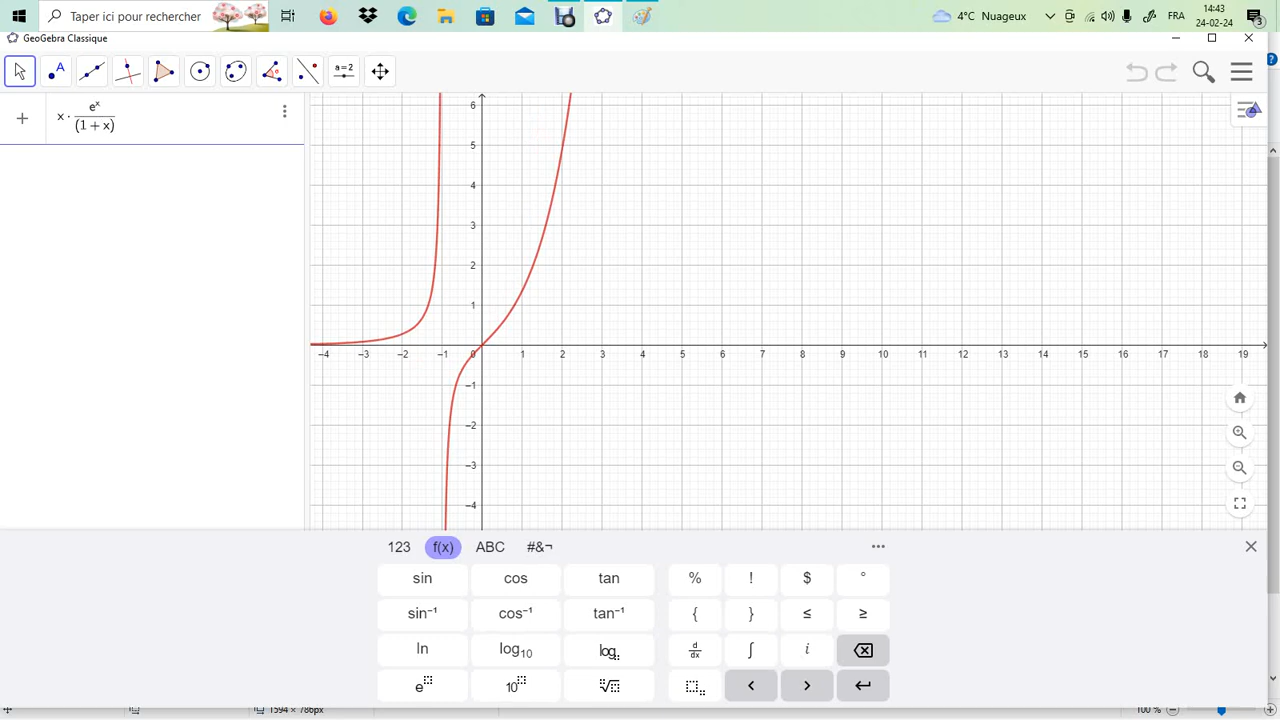 Taper ici pour rechercher
4°C Nuageux
FRA
14:43
24-02-24
3
GeoGebra Classique
A
a=2
?
+
x · e^x / (1 + x)
6
5
4
3
2
1
−4 −3 −2 −1 0 1 2 3 4 5 6 7 8 9 10 11 12 13 14 15 16 17 18 19
−1
−2
−3
−4
123 f(x) ABC #&¬
sin cos tan % ! $ °
sin⁻¹ cos⁻¹ tan⁻¹ { } ≤ ≥
ln log₁₀ log d/dx ∫ i
e 10 √ < >
1594 × 786px
100 %